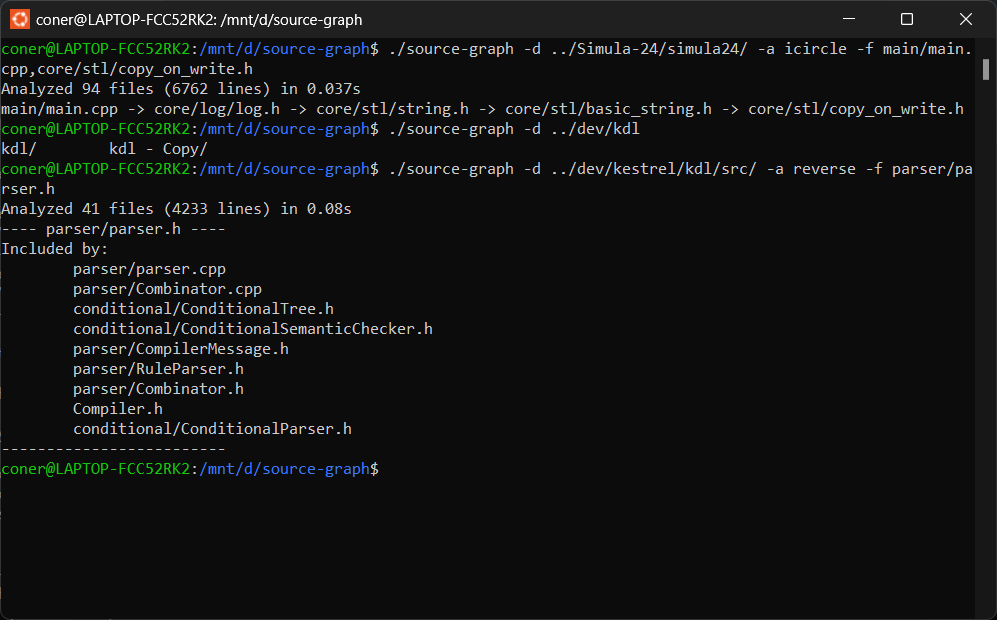 coner@LAPTOP-FCC52RK2: /mnt/d/source-graph
coner@LAPTOP-FCC52RK2:/mnt/d/source-graph$ ./source-graph -d ../Simula-24/simula24/ -a icircle -f main/main.
cpp,core/stl/copy_on_write.h
Analyzed 94 files (6762 lines) in 0.037s
main/main.cpp -> core/log/log.h -> core/stl/string.h -> core/stl/basic_string.h -> core/stl/copy_on_write.h
coner@LAPTOP-FCC52RK2:/mnt/d/source-graph$ ./source-graph -d ../dev/kdl
kdl/        kdl - Copy/
coner@LAPTOP-FCC52RK2:/mnt/d/source-graph$ ./source-graph -d ../dev/kestrel/kdl/src/ -a reverse -f parser/pa
rser.h
Analyzed 41 files (4233 lines) in 0.08s
---- parser/parser.h ----
Included by:
        parser/parser.cpp
        parser/Combinator.cpp
        conditional/ConditionalTree.h
        conditional/ConditionalSemanticChecker.h
        parser/CompilerMessage.h
        parser/RuleParser.h
        parser/Combinator.h
        Compiler.h
        conditional/ConditionalParser.h
-------------------------
coner@LAPTOP-FCC52RK2:/mnt/d/source-graph$